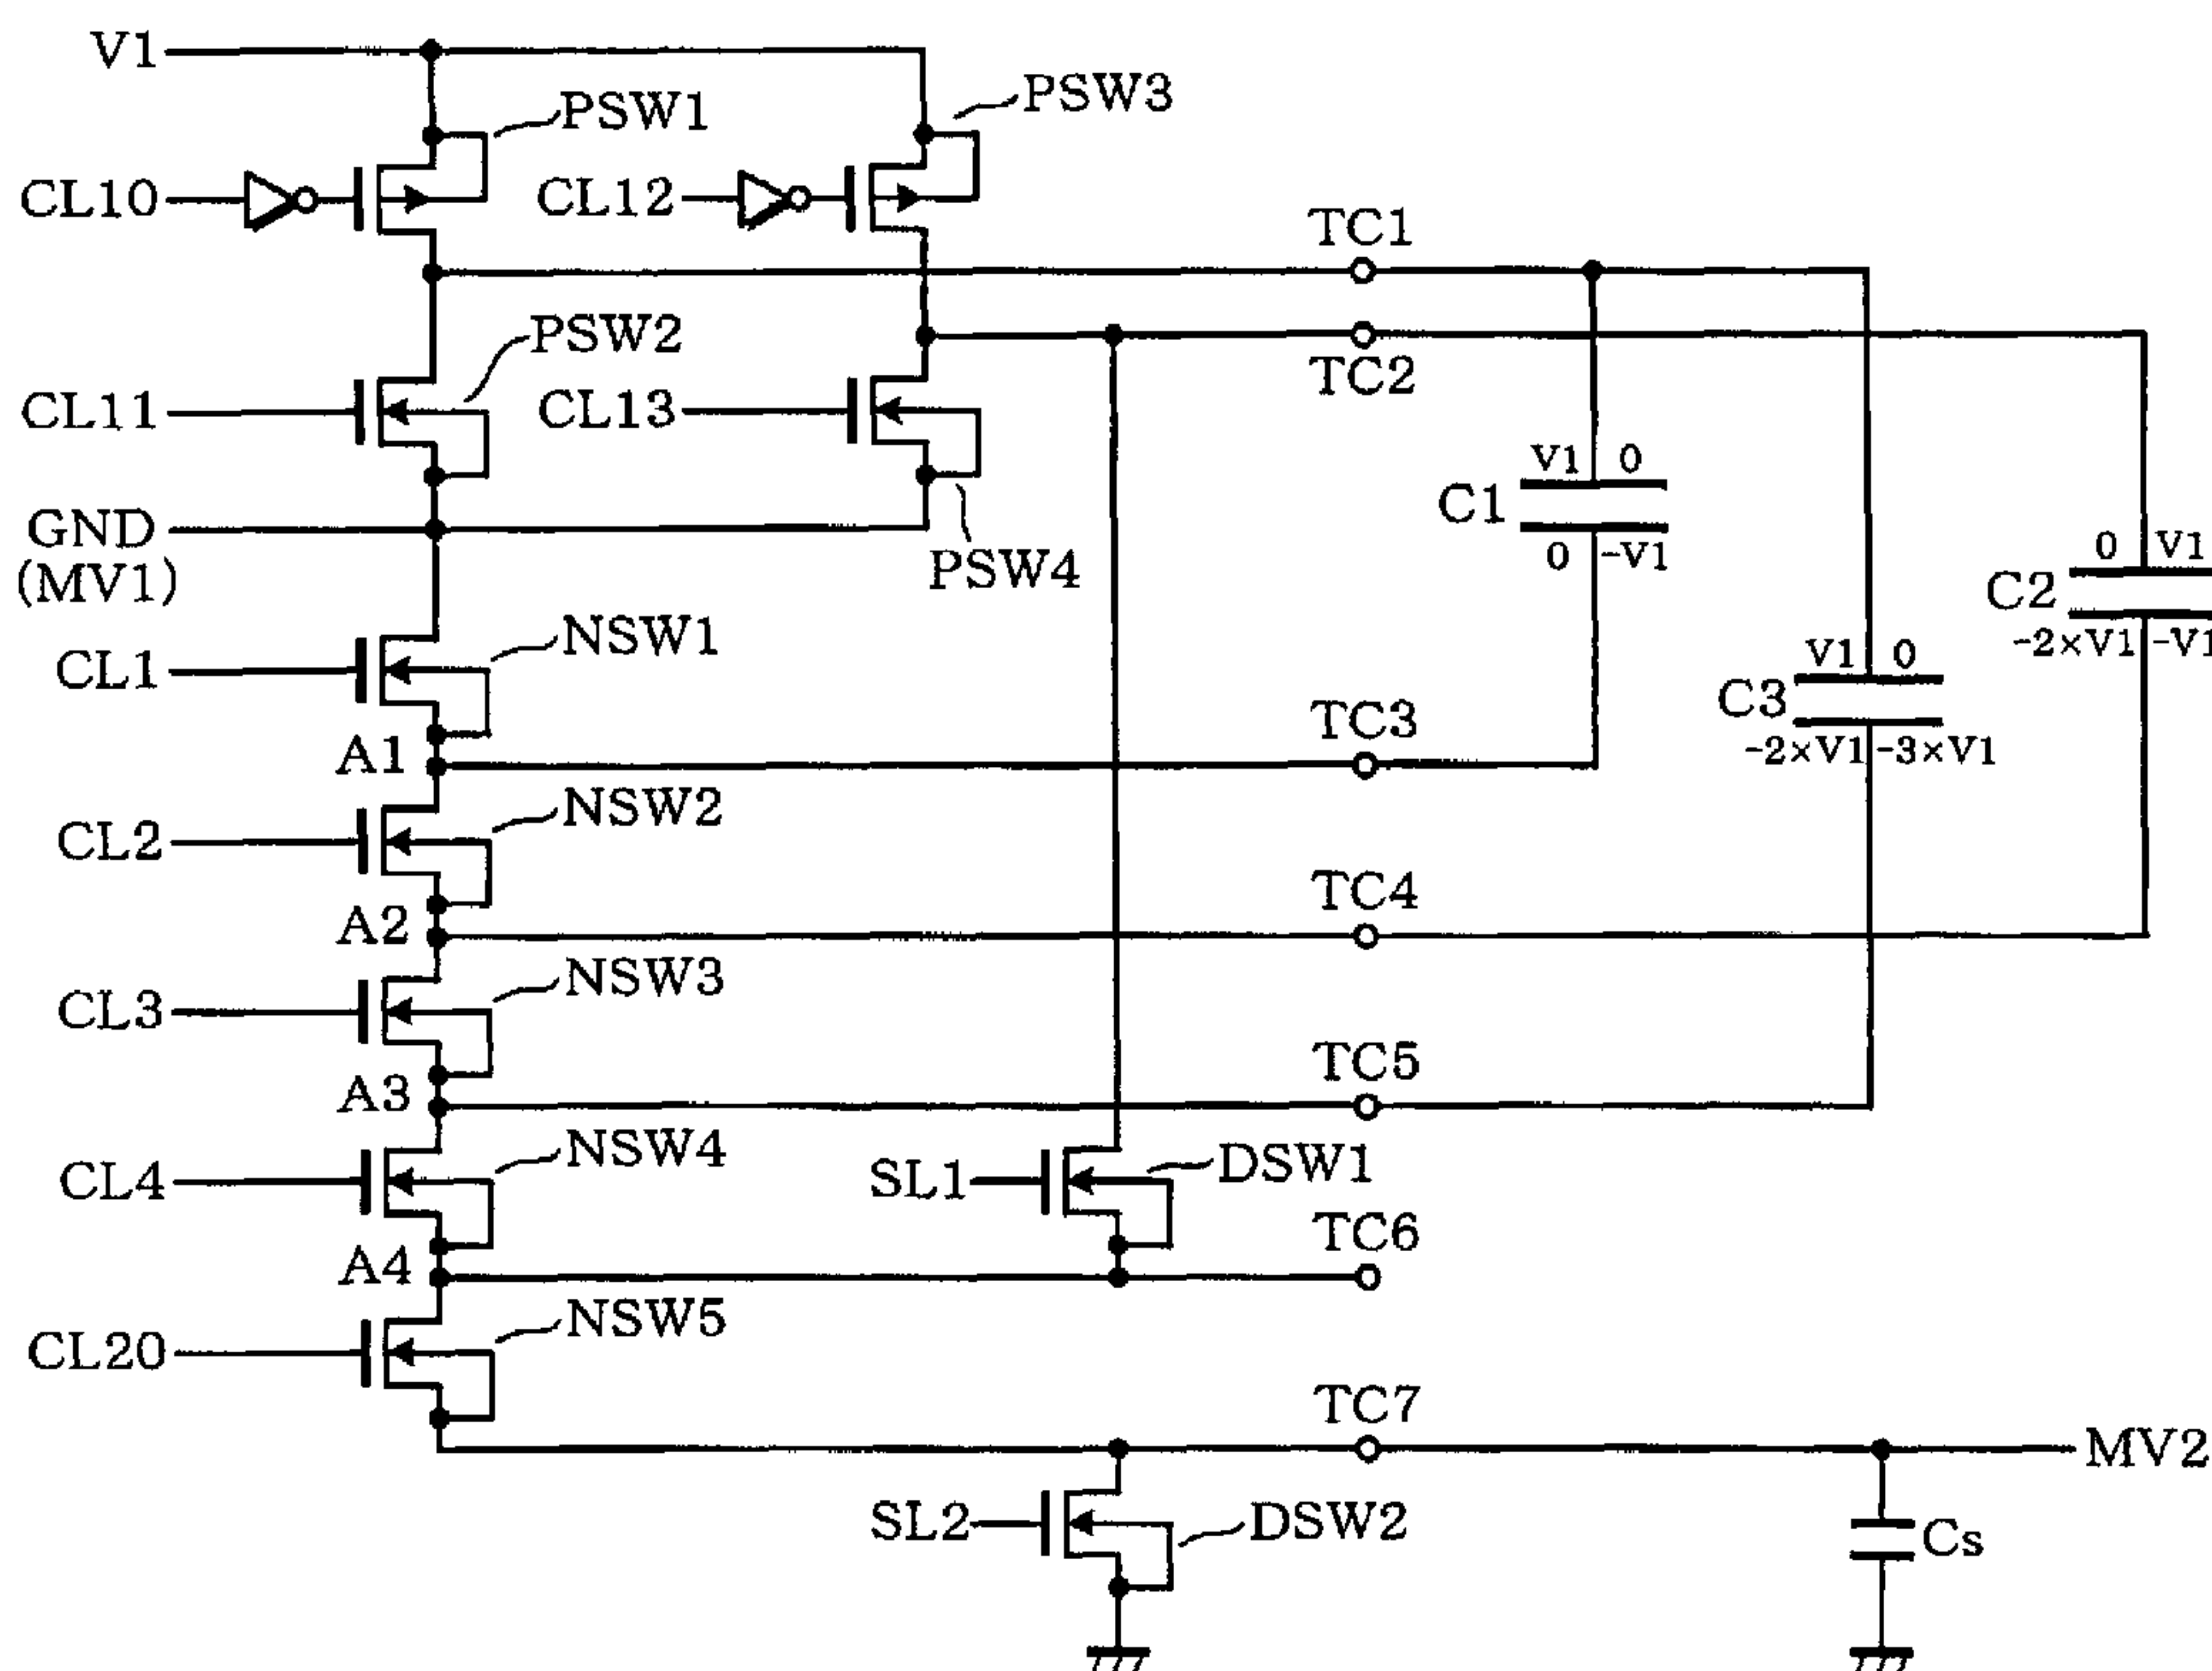 V1
PSW1
PSW3
CL10
CL12
TC1
PSW2
TC2
CL11
CL13
V1 0
C1
0 -V1
GND
(MV1)
PSW4
0 V1
C2
-2×V1 -V1
NSW1
CL1
V1 0
C3
-2×V1 -3×V1
TC3
A1
NSW2
CL2
TC4
A2
NSW3
CL3
TC5
A3
NSW4
CL4
SL1
DSW1
TC6
A4
NSW5
CL20
TC7
MV2
SL2
DSW2
Cs